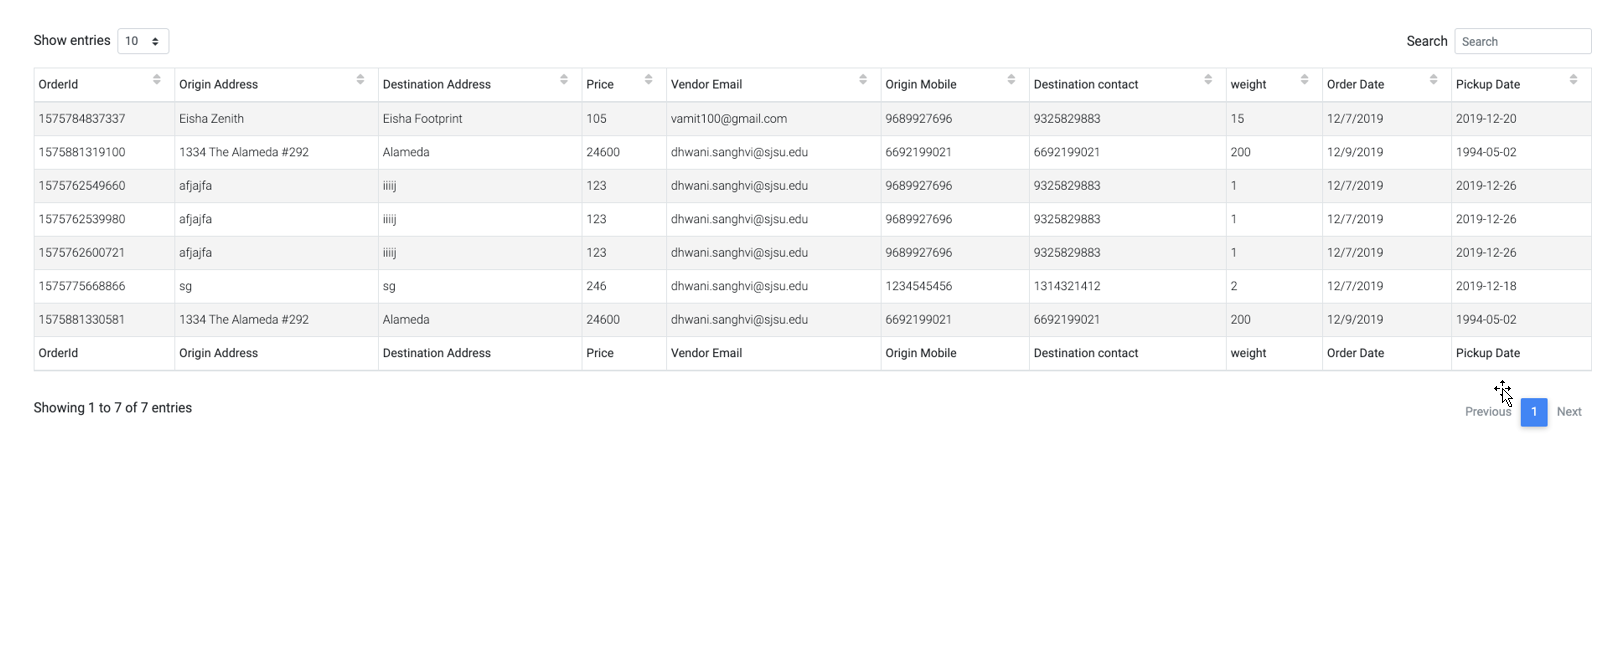 Show entries 10 Search Search
OrderId Origin Address Destination Address Price Vendor Email Origin Mobile Destination contact weight Order Date Pickup Date
1575784837337 Eisha Zenith Eisha Footprint 105 vamit100@gmail.com 9689927696 9325829883 15 12/7/2019 2019-12-20
1575881319100 1334 The Alameda #292 Alameda 24600 dhwani.sanghvi@sjsu.edu 6692199021 6692199021 200 12/9/2019 1994-05-02
1575762549660 afjajfa iiiij 123 dhwani.sanghvi@sjsu.edu 9689927696 9325829883 1 12/7/2019 2019-12-26
1575762539980 afjajfa iiiij 123 dhwani.sanghvi@sjsu.edu 9689927696 9325829883 1 12/7/2019 2019-12-26
1575762600721 afjajfa iiiij 123 dhwani.sanghvi@sjsu.edu 9689927696 9325829883 1 12/7/2019 2019-12-26
1575775668866 sg sg 246 dhwani.sanghvi@sjsu.edu 1234545456 1314321412 2 12/7/2019 2019-12-18
1575881330581 1334 The Alameda #292 Alameda 24600 dhwani.sanghvi@sjsu.edu 6692199021 6692199021 200 12/9/2019 1994-05-02
OrderId Origin Address Destination Address Price Vendor Email Origin Mobile Destination contact weight Order Date Pickup Date
Showing 1 to 7 of 7 entries Previous 1 Next